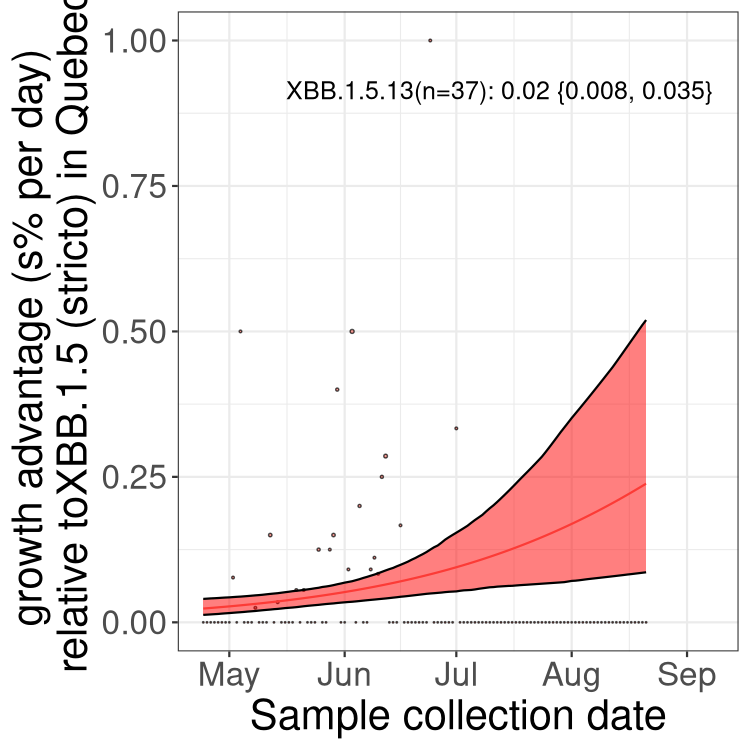 growth advantage (s% per day)
relative toXBB.1.5 (stricto) in Quebec
1.00
0.75
0.50
0.25
0.00
XBB.1.5.13(n=37): 0.02 {0.008, 0.035}
May Jun Jul Aug Sep
Sample collection date